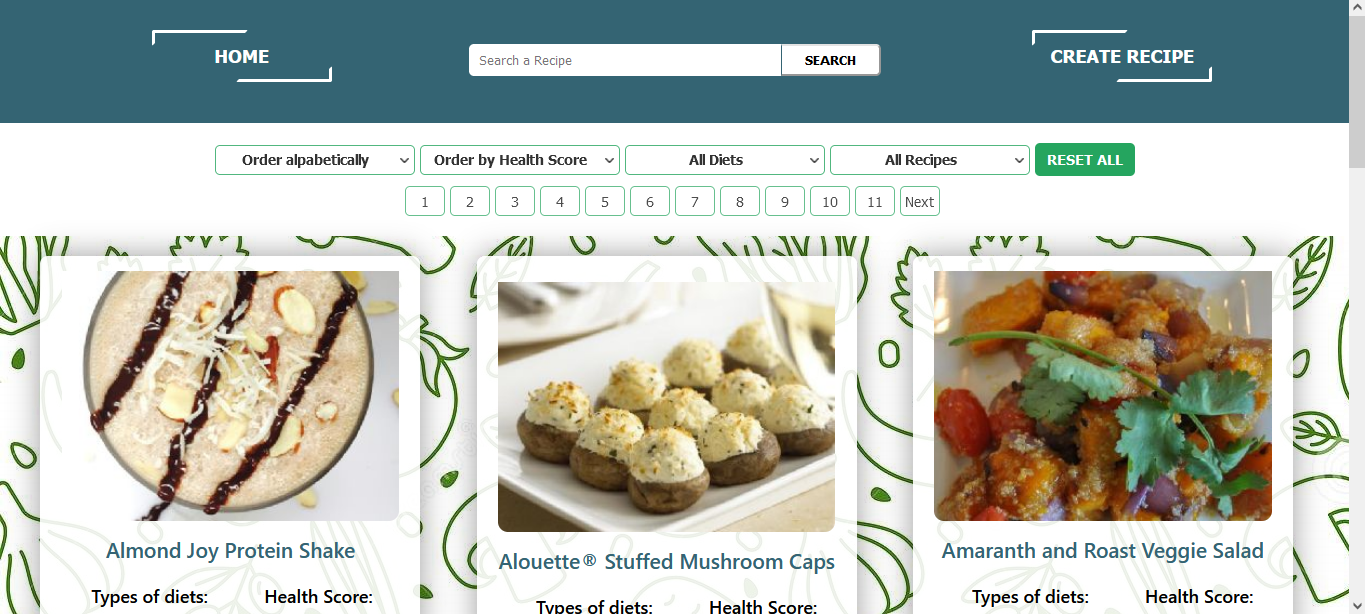 HOME
Search a Recipe
SEARCH
CREATE RECIPE
Order alpabetically
Order by Health Score
All Diets
All Recipes
RESET ALL
1 2 3 4 5 6 7 8 9 10 11 Next
Almond Joy Protein Shake
Alouette® Stuffed Mushroom Caps
Amaranth and Roast Veggie Salad
Types of diets: Health Score:
Types of diets: Health Score:
Types of diets: Health Score: